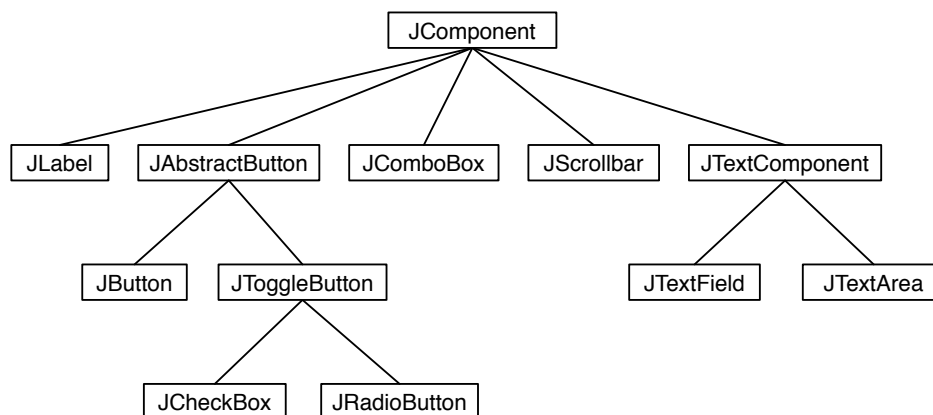 JComponent
JLabel
JAbstractButton
JComboBox
JScrollbar
JTextComponent
JButton
JToggleButton
JTextField
JTextArea
JCheckBox
JRadioButton